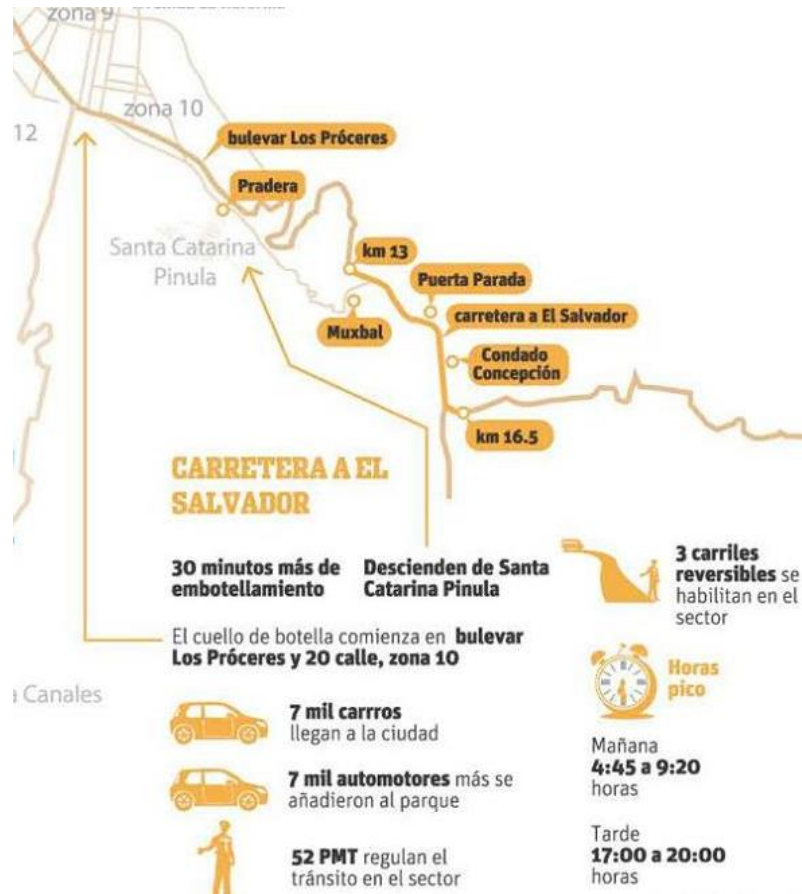 zona 9
zona 10
12
bulevar Los Próceres
Pradera
Santa Catarina
Pinula
km 13
Puerta Parada
Muxbal
carretera a El Salvador
Condado
Concepción
km 16.5
CARRETERA A EL
SALVADOR
30 minutos más de
embotellamiento
Descienden de Santa
Catarina Pinula
El cuello de botella comienza en bulevar
Los Próceres y 20 calle, zona 10
a Canales
7 mil carrros
llegan a la ciudad
7 mil automotores más se
añadieron al parque
52 PMT regulan el
tránsito en el sector
3 carriles
reversibles se
habilitan en el
sector
Horas
pico
Mañana
4:45 a 9:20
horas
Tarde
17:00 a 20:00
horas